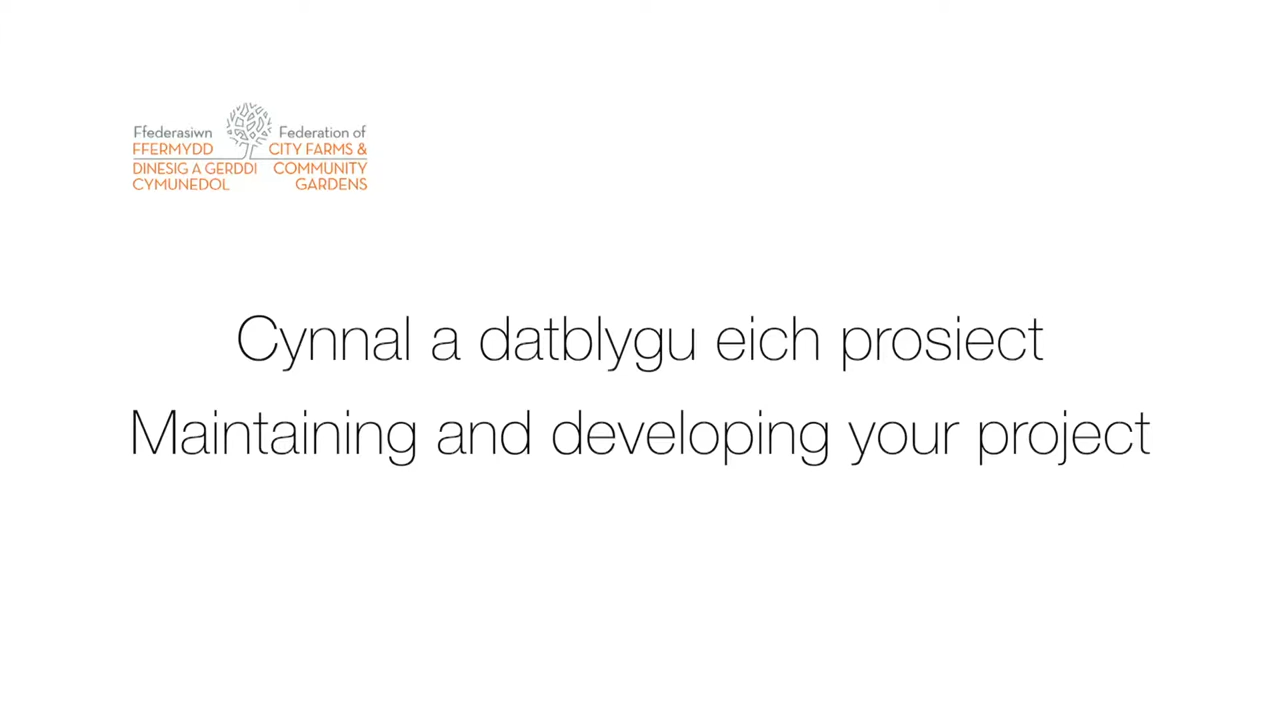 Ffederasiwn
FFERMYDD
DINESIG A GERDDI
CYMUNEDOL
Federation of
CITY FARMS &
COMMUNITY
GARDENS
Cynnal a datblygu eich prosiect
Maintaining and developing your project